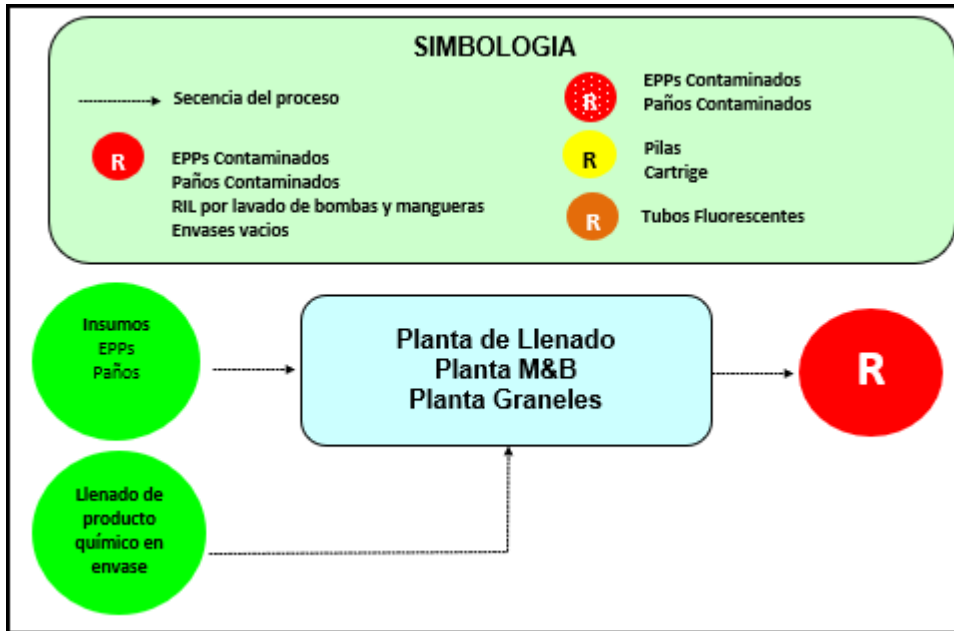 SIMBOLOGIA
Secencia del proceso
R
EPPs Contaminados
Paños Contaminados
RIL por lavado de bombas y mangueras
Envases vacios
R
EPPs Contaminados
Paños Contaminados
R
Pilas
Cartrige
R
Tubos Fluorescentes
Insumos
EPPs
Paños
Planta de Llenado
Planta M&B
Planta Graneles
R
Llenado de
producto
químico en
envase